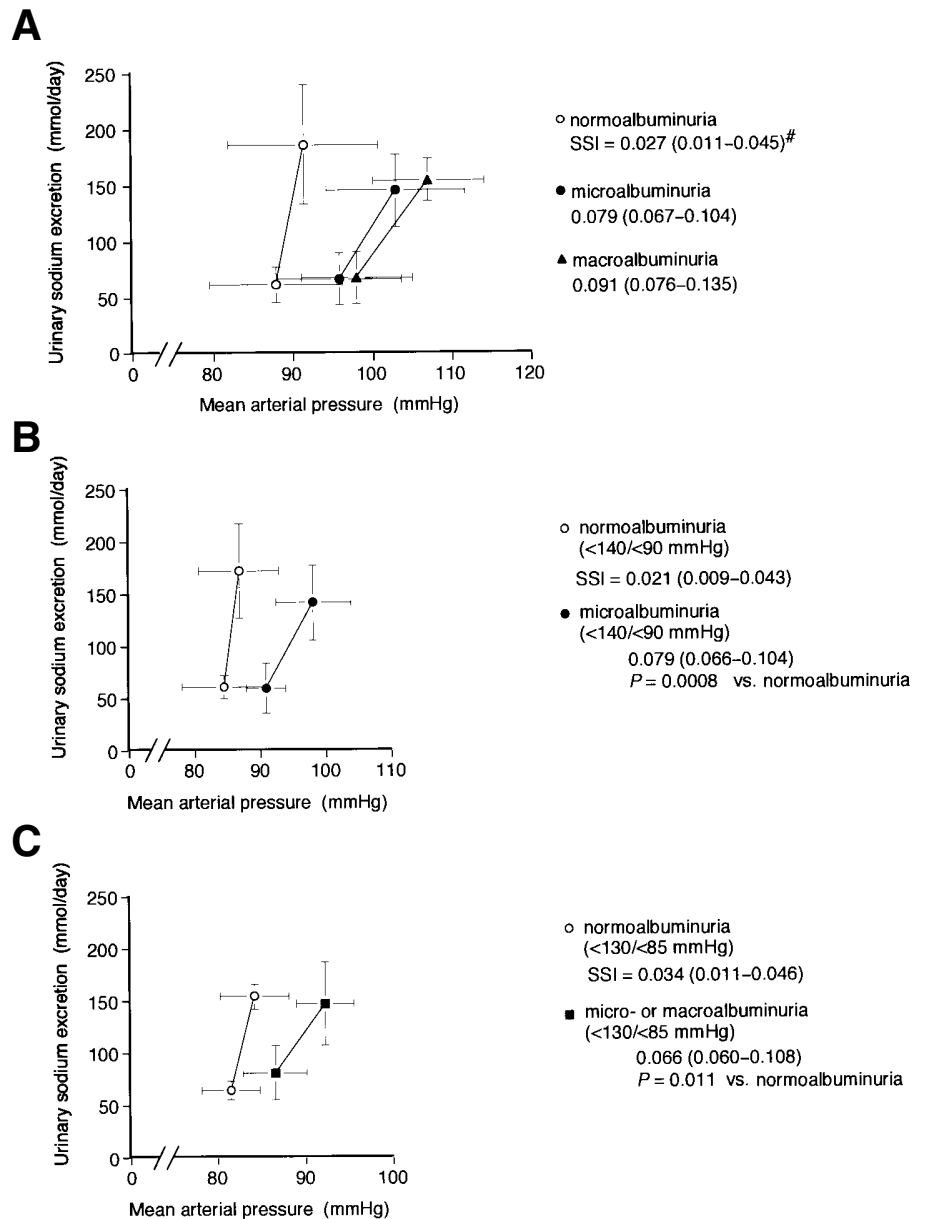 A
Urinary sodium excretion (mmol/day)
250
200
150
100
50
0
0 80 90 100 110 120
Mean arterial pressure (mmHg)
normoalbuminuria
SSI = 0.027 (0.011–0.045)#
microalbuminuria
0.079 (0.067–0.104)
macroalbuminuria
0.091 (0.076–0.135)
B
Urinary sodium excretion (mmol/day)
250
200
150
100
50
0
0 80 90 100 110
Mean arterial pressure (mmHg)
normoalbuminuria
(<140/<90 mmHg)
SSI = 0.021 (0.009–0.043)
microalbuminuria
(<140/<90 mmHg)
0.079 (0.066–0.104)
P = 0.0008 vs. normoalbuminuria
C
Urinary sodium excretion (mmol/day)
250
200
150
100
50
0
0 80 90 100
Mean arterial pressure (mmHg)
normoalbuminuria
(<130/<85 mmHg)
SSI = 0.034 (0.011–0.046)
micro- or macroalbuminuria
(<130/<85 mmHg)
0.066 (0.060–0.108)
P = 0.011 vs. normoalbuminuria